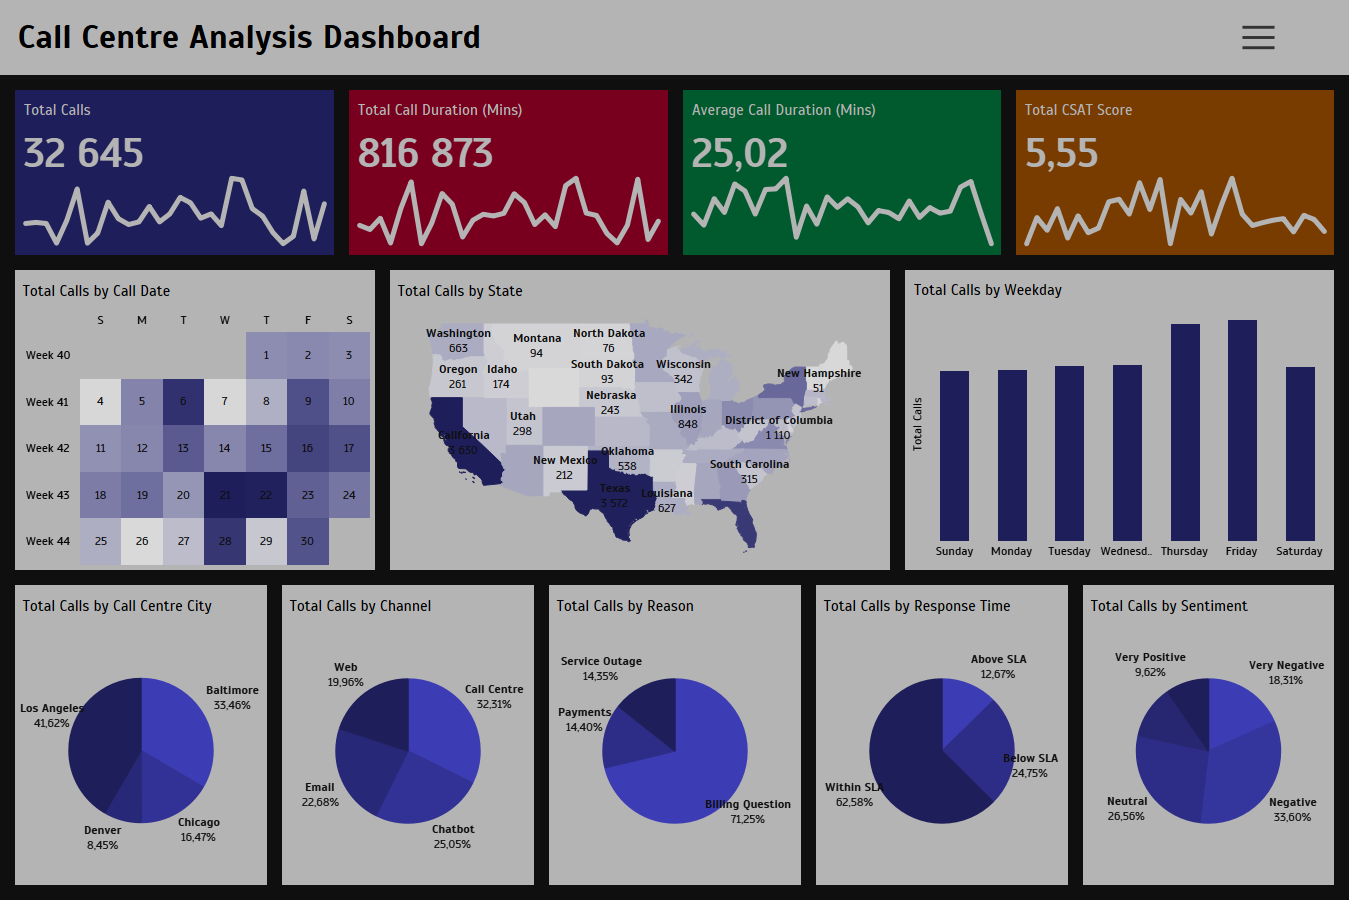 Call Centre Analysis Dashboard
Total Calls
32 645
Total Call Duration (Mins)
816 873
Average Call Duration (Mins)
25,02
Total CSAT Score
5,55
Total Calls by Call Date
S M T W T F S
Week 40 1 2 3
Week 41 4 5 6 7 8 9 10
Week 42 11 12 13 14 15 16 17
Week 43 18 19 20 21 22 23 24
Week 44 25 26 27 28 29 30
Total Calls by State
Washington
663
Montana
94
North Dakota
76
Oregon
261
Idaho
174
South Dakota
93
Wisconsin
342
New Hampshire
51
Nebraska
243
Utah
298
Illinois
848
District of Columbia
1 110
California
3 630
Oklahoma
538
New Mexico
212
South Carolina
315
Texas
3 572
Louisiana
627
Total Calls by Weekday
Total Calls
Sunday Monday Tuesday Wednesd.. Thursday Friday Saturday
Total Calls by Call Centre City
Baltimore
33,46%
Los Angeles
41,62%
Chicago
16,47%
Denver
8,45%
Total Calls by Channel
Web
19,96%
Call Centre
32,31%
Email
22,68%
Chatbot
25,05%
Total Calls by Reason
Service Outage
14,35%
Payments
14,40%
Billing Question
71,25%
Total Calls by Response Time
Above SLA
12,67%
Below SLA
24,75%
Within SLA
62,58%
Total Calls by Sentiment
Very Positive
9,62%
Very Negative
18,31%
Neutral
26,56%
Negative
33,60%